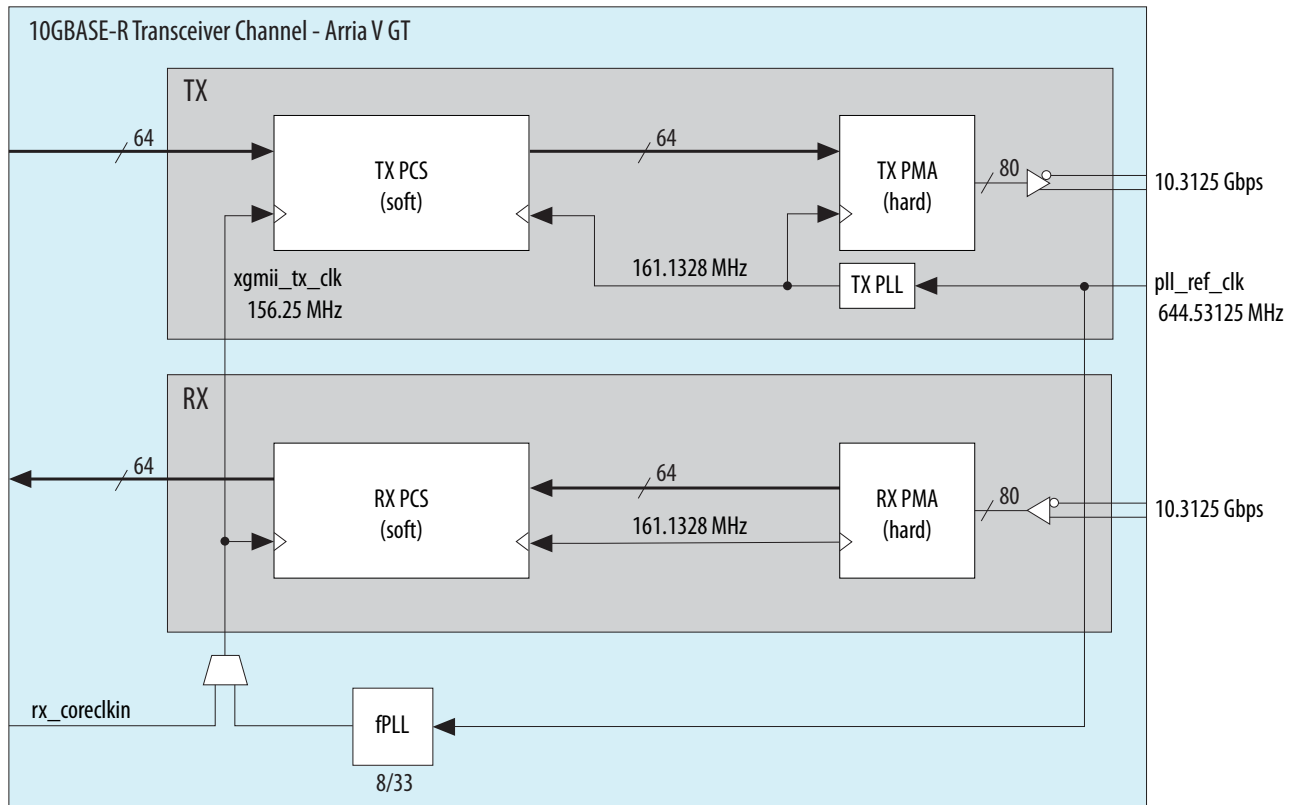 10GBASE-R Transceiver Channel - Arria V GT
TX
64
TX PCS
(soft)
64
TX PMA
(hard)
80
10.3125 Gbps
xgmii_tx_clk
156.25 MHz
161.1328 MHz
TX PLL
pll_ref_clk
644.53125 MHz
RX
64
RX PCS
(soft)
64
161.1328 MHz
RX PMA
(hard)
80
10.3125 Gbps
rx_coreclkin
fPLL
8/33